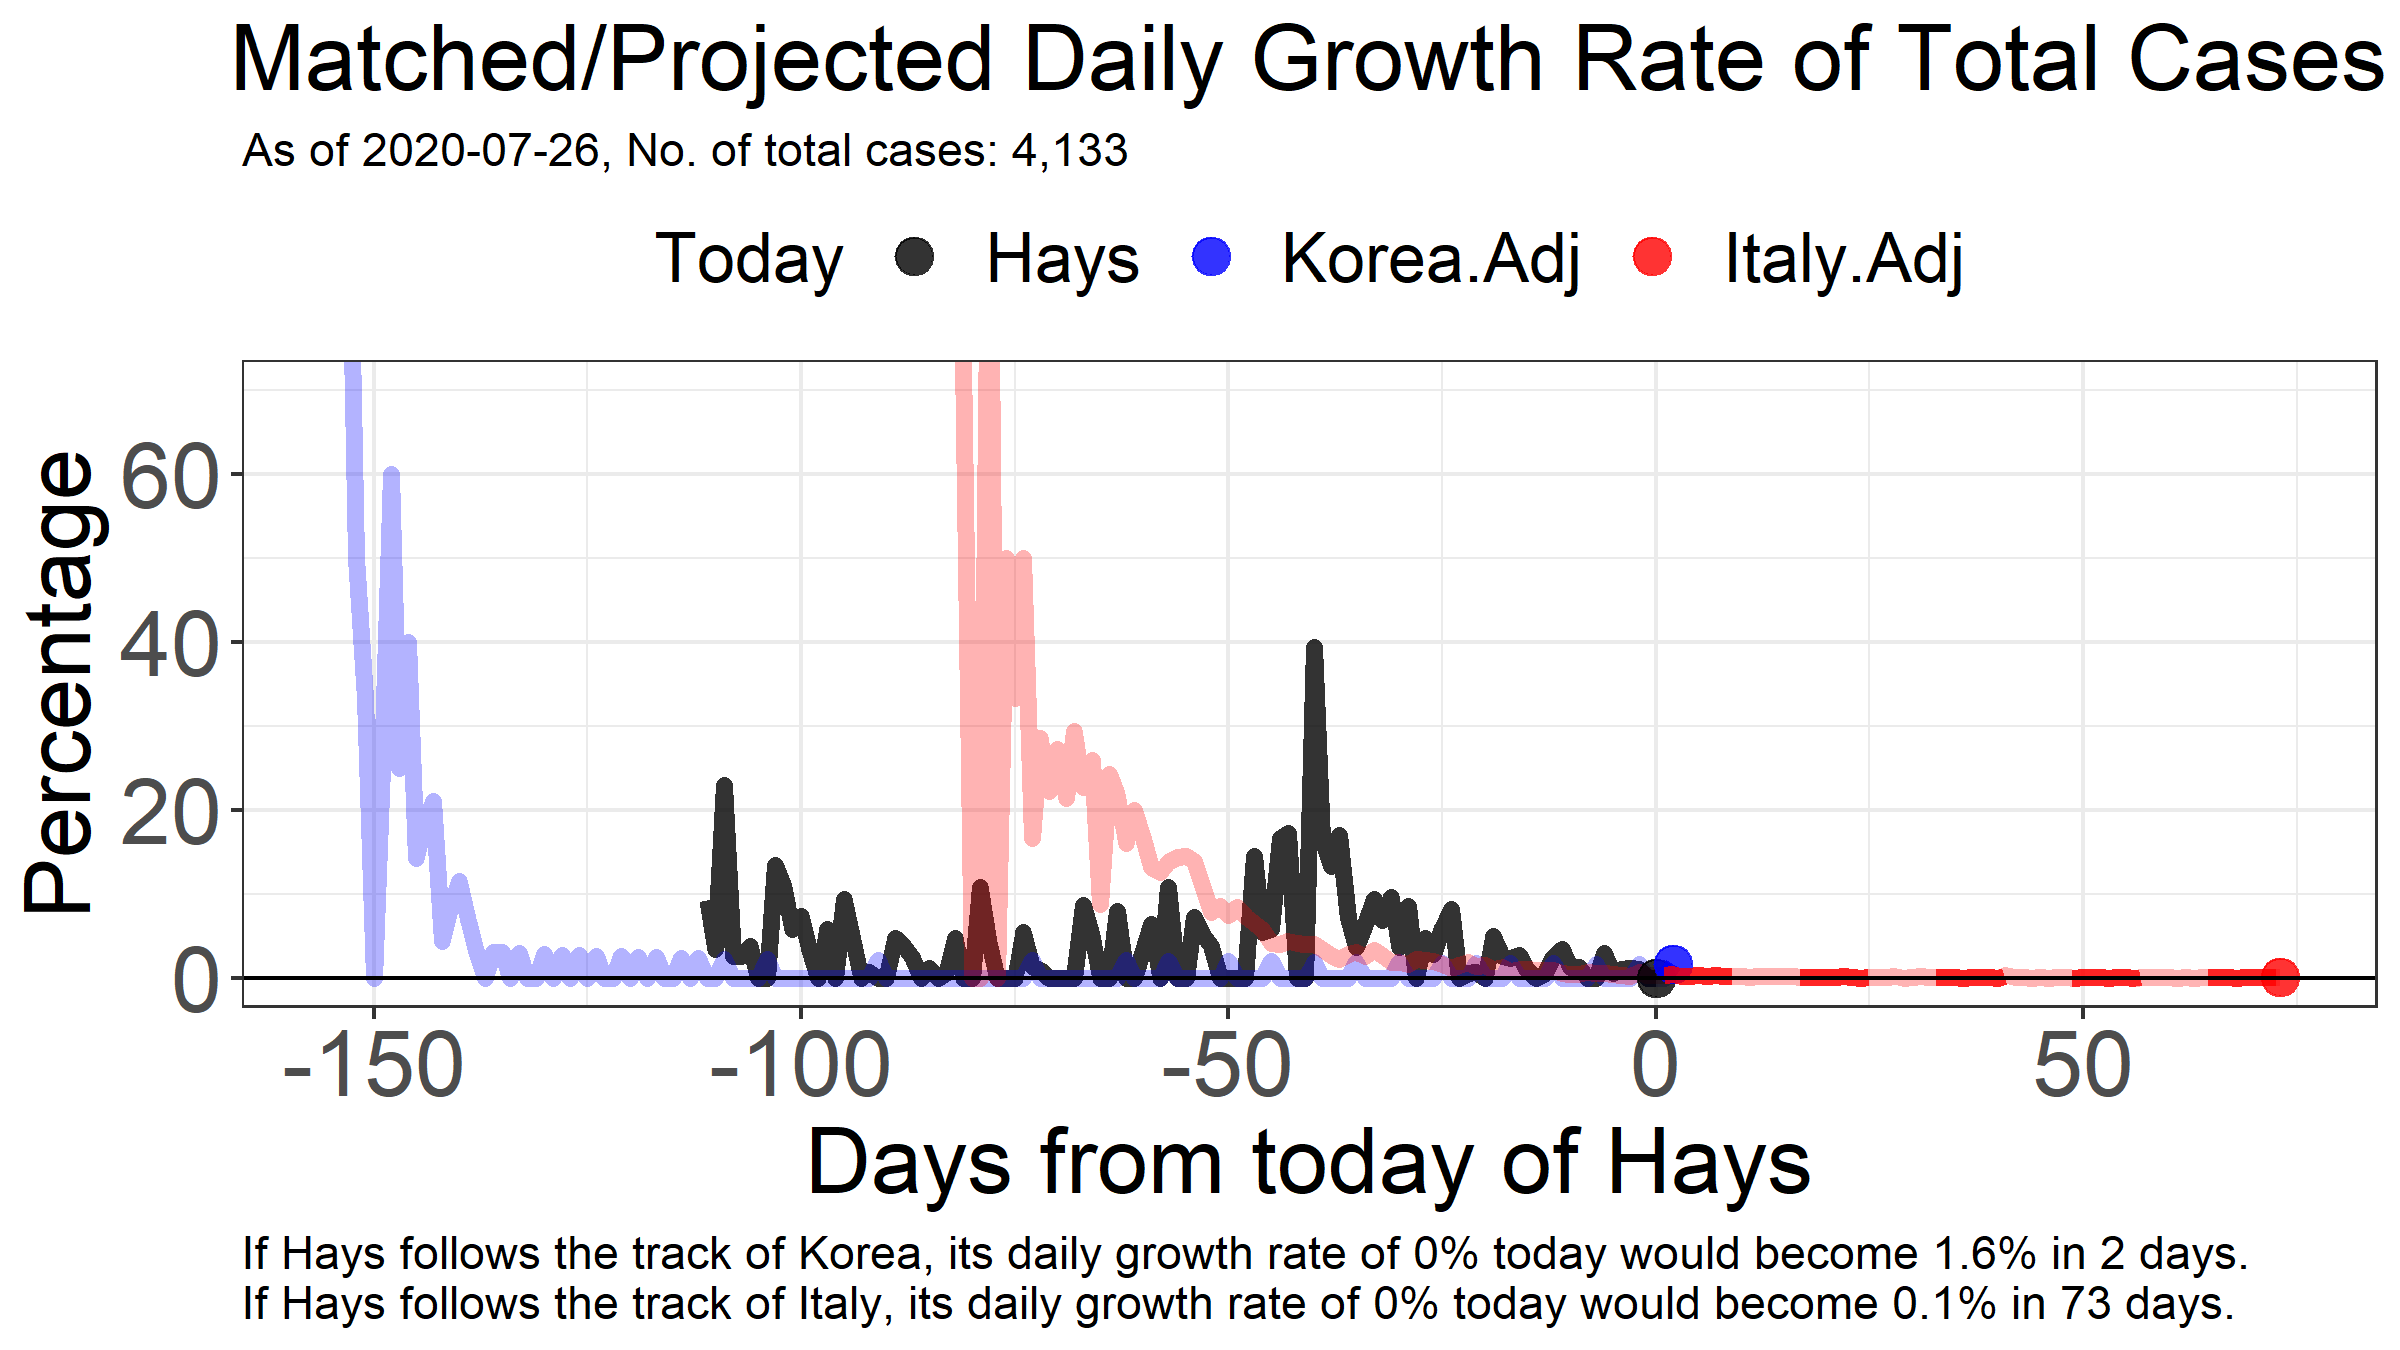 Matched/Projected Daily Growth Rate of Total Cases
As of 2020-07-26, No. of total cases: 4,133
Today Hays Korea.Adj Italy.Adj
Percentage
60
40
20
0
-150 -100 -50 0 50
Days from today of Hays
If Hays follows the track of Korea, its daily growth rate of 0% today would become 1.6% in 2 days.
If Hays follows the track of Italy, its daily growth rate of 0% today would become 0.1% in 73 days.